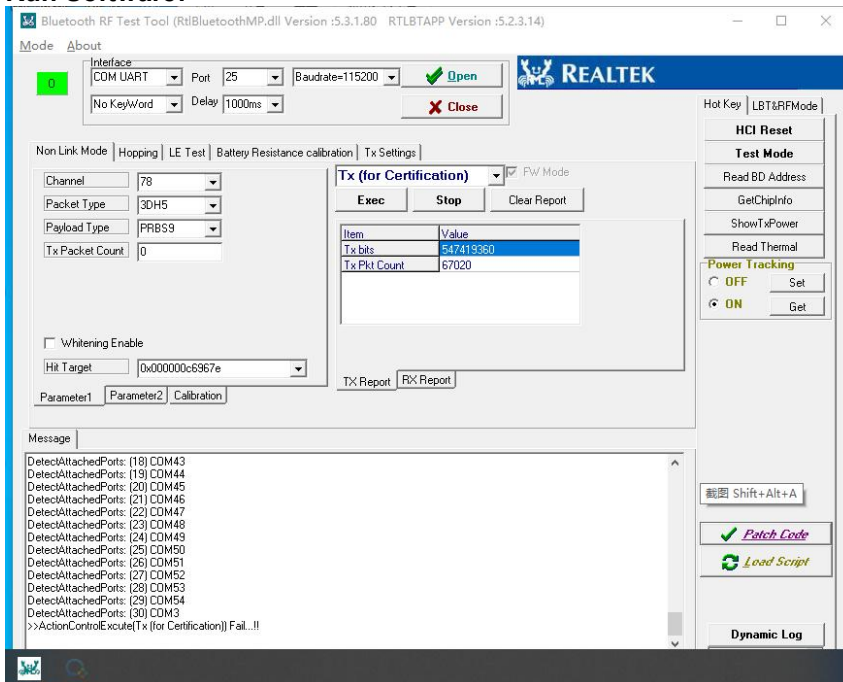 Bluetooth RF Test Tool (RtlBluetoothMP.dll Version :5.3.1.80 RTLBTAPP Version :5.2.3.14)
Mode About
Interface
0
COM UART Port 25 Baudrate=115200 Open
No KeyWord Delay 1000ms Close
REALTEK
Hot Key LBT&RFMode
HCI Reset
Test Mode
Read BD Address
GetChipInfo
ShowTxPower
Read Thermal
Power Tracking
OFF Set
ON Get
Non Link Mode Hopping LE Test Battery Resistance calibration Tx Settings
Channel 78
Packet Type 3DH5
Payload Type PRBS9
Tx Packet Count 0
Whitening Enable
Hit Target 0x000000c6967e
Parameter1 Parameter2 Calibration
Tx (for Certification) FW Mode
Exec Stop Clear Report
Item Value
Tx bits 547419360
Tx Pkt Count 67020
TX Report RX Report
Message
DetectAttachedPorts: (18) COM43
DetectAttachedPorts: (19) COM44
DetectAttachedPorts: (20) COM45
DetectAttachedPorts: (21) COM46
DetectAttachedPorts: (22) COM47
DetectAttachedPorts: (23) COM48
DetectAttachedPorts: (24) COM49
DetectAttachedPorts: (25) COM50
DetectAttachedPorts: (26) COM51
DetectAttachedPorts: (27) COM52
DetectAttachedPorts: (28) COM53
DetectAttachedPorts: (29) COM54
DetectAttachedPorts: (30) COM3
>>ActionControlExcute(Tx (for Certification)) Fail...!!
截图 Shift+Alt+A
Patch Code
Load Script
Dynamic Log